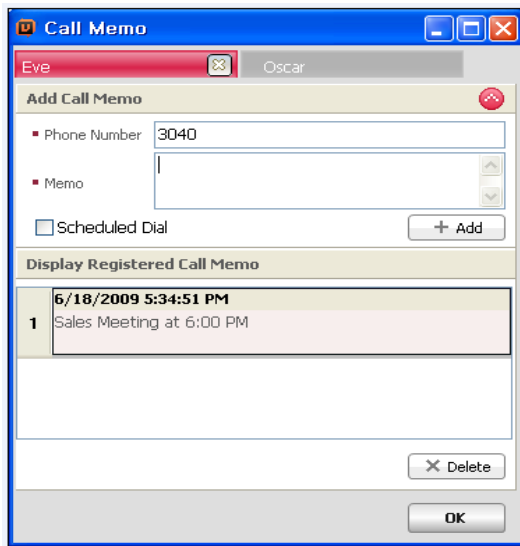 Call Memo
Eve
Oscar
Add Call Memo
Phone Number 3040
Memo
Scheduled Dial
+ Add
Display Registered Call Memo
6/18/2009 5:34:51 PM
1 Sales Meeting at 6:00 PM
Delete
OK